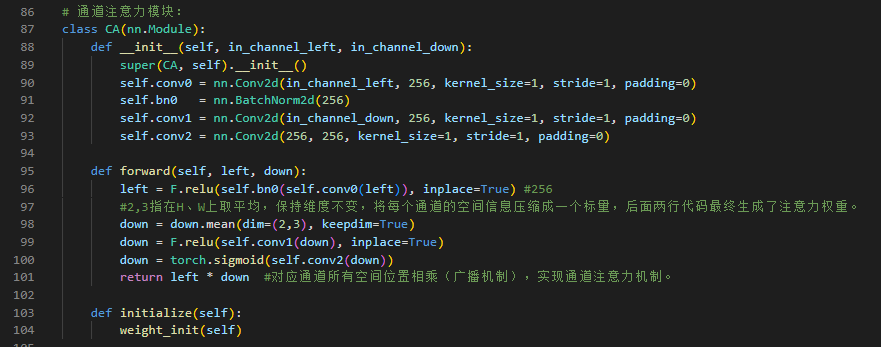 86 # 通道注意力模块：
87 class CA(nn.Module):
88     def __init__(self, in_channel_left, in_channel_down):
89         super(CA, self).__init__()
90         self.conv0 = nn.Conv2d(in_channel_left, 256, kernel_size=1, stride=1, padding=0)
91         self.bn0   = nn.BatchNorm2d(256)
92         self.conv1 = nn.Conv2d(in_channel_down, 256, kernel_size=1, stride=1, padding=0)
93         self.conv2 = nn.Conv2d(256, 256, kernel_size=1, stride=1, padding=0)
94
95     def forward(self, left, down):
96         left = F.relu(self.bn0(self.conv0(left)), inplace=True) #256
97         #2,3指在H、W上取平均，保持维度不变，将每个通道的空间信息压缩成一个标量，后面两行代码最终生成了注意力权重。
98         down = down.mean(dim=(2,3), keepdim=True)
99         down = F.relu(self.conv1(down), inplace=True)
100         down = torch.sigmoid(self.conv2(down))
101         return left * down  #对应通道所有空间位置相乘（广播机制），实现通道注意力机制。
102
103     def initialize(self):
104         weight_init(self)